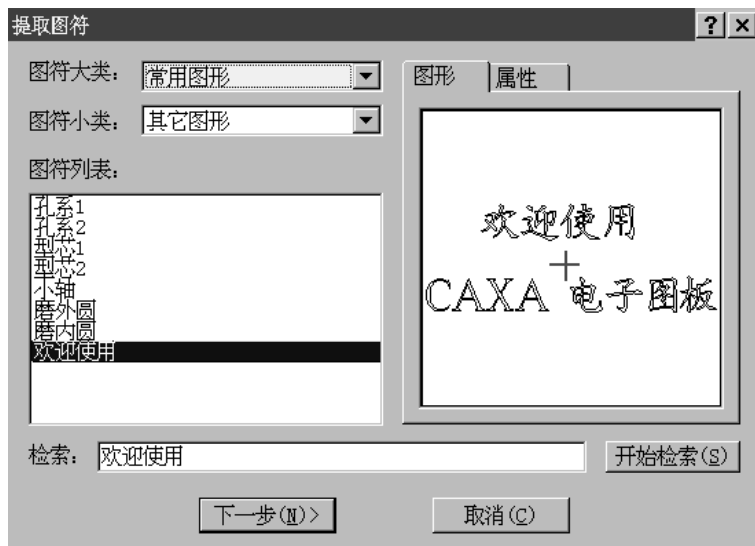 提取图符
图符大类：
常用图形
图形
属性
图符小类：
其它图形
图符列表：
孔系1
孔系2
型芯1
型芯2
小轴
磨外圆
磨内圆
欢迎使用
欢迎使用
CAXA 电子图板
检索：
欢迎使用
开始检索(S)
下一步(N)>
取消(C)